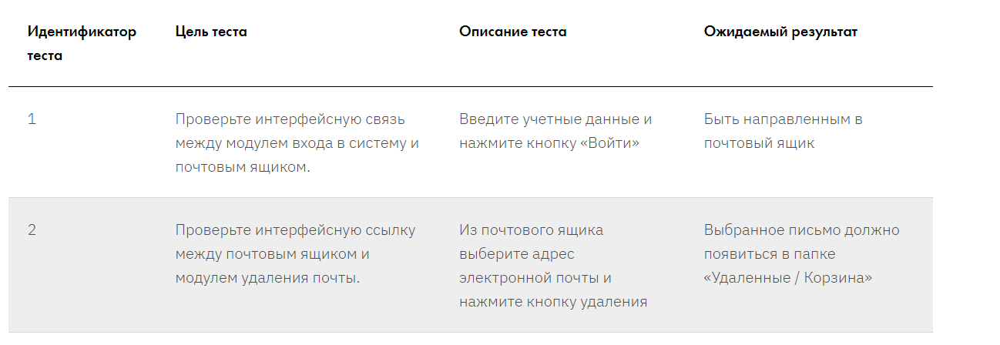 Идентификатор теста
Цель теста
Описание теста
Ожидаемый результат
1
Проверьте интерфейсную связь
между модулем входа в систему и
почтовым ящиком.
Введите учетные данные и
нажмите кнопку «Войти»
Быть направленным в
почтовый ящик
2
Проверьте интерфейсную ссылку
между почтовым ящиком и
модулем удаления почты.
Из почтового ящика
выберите адрес
электронной почты и
нажмите кнопку удаления
Выбранное письмо должно
появиться в папке
«Удаленные / Корзина»